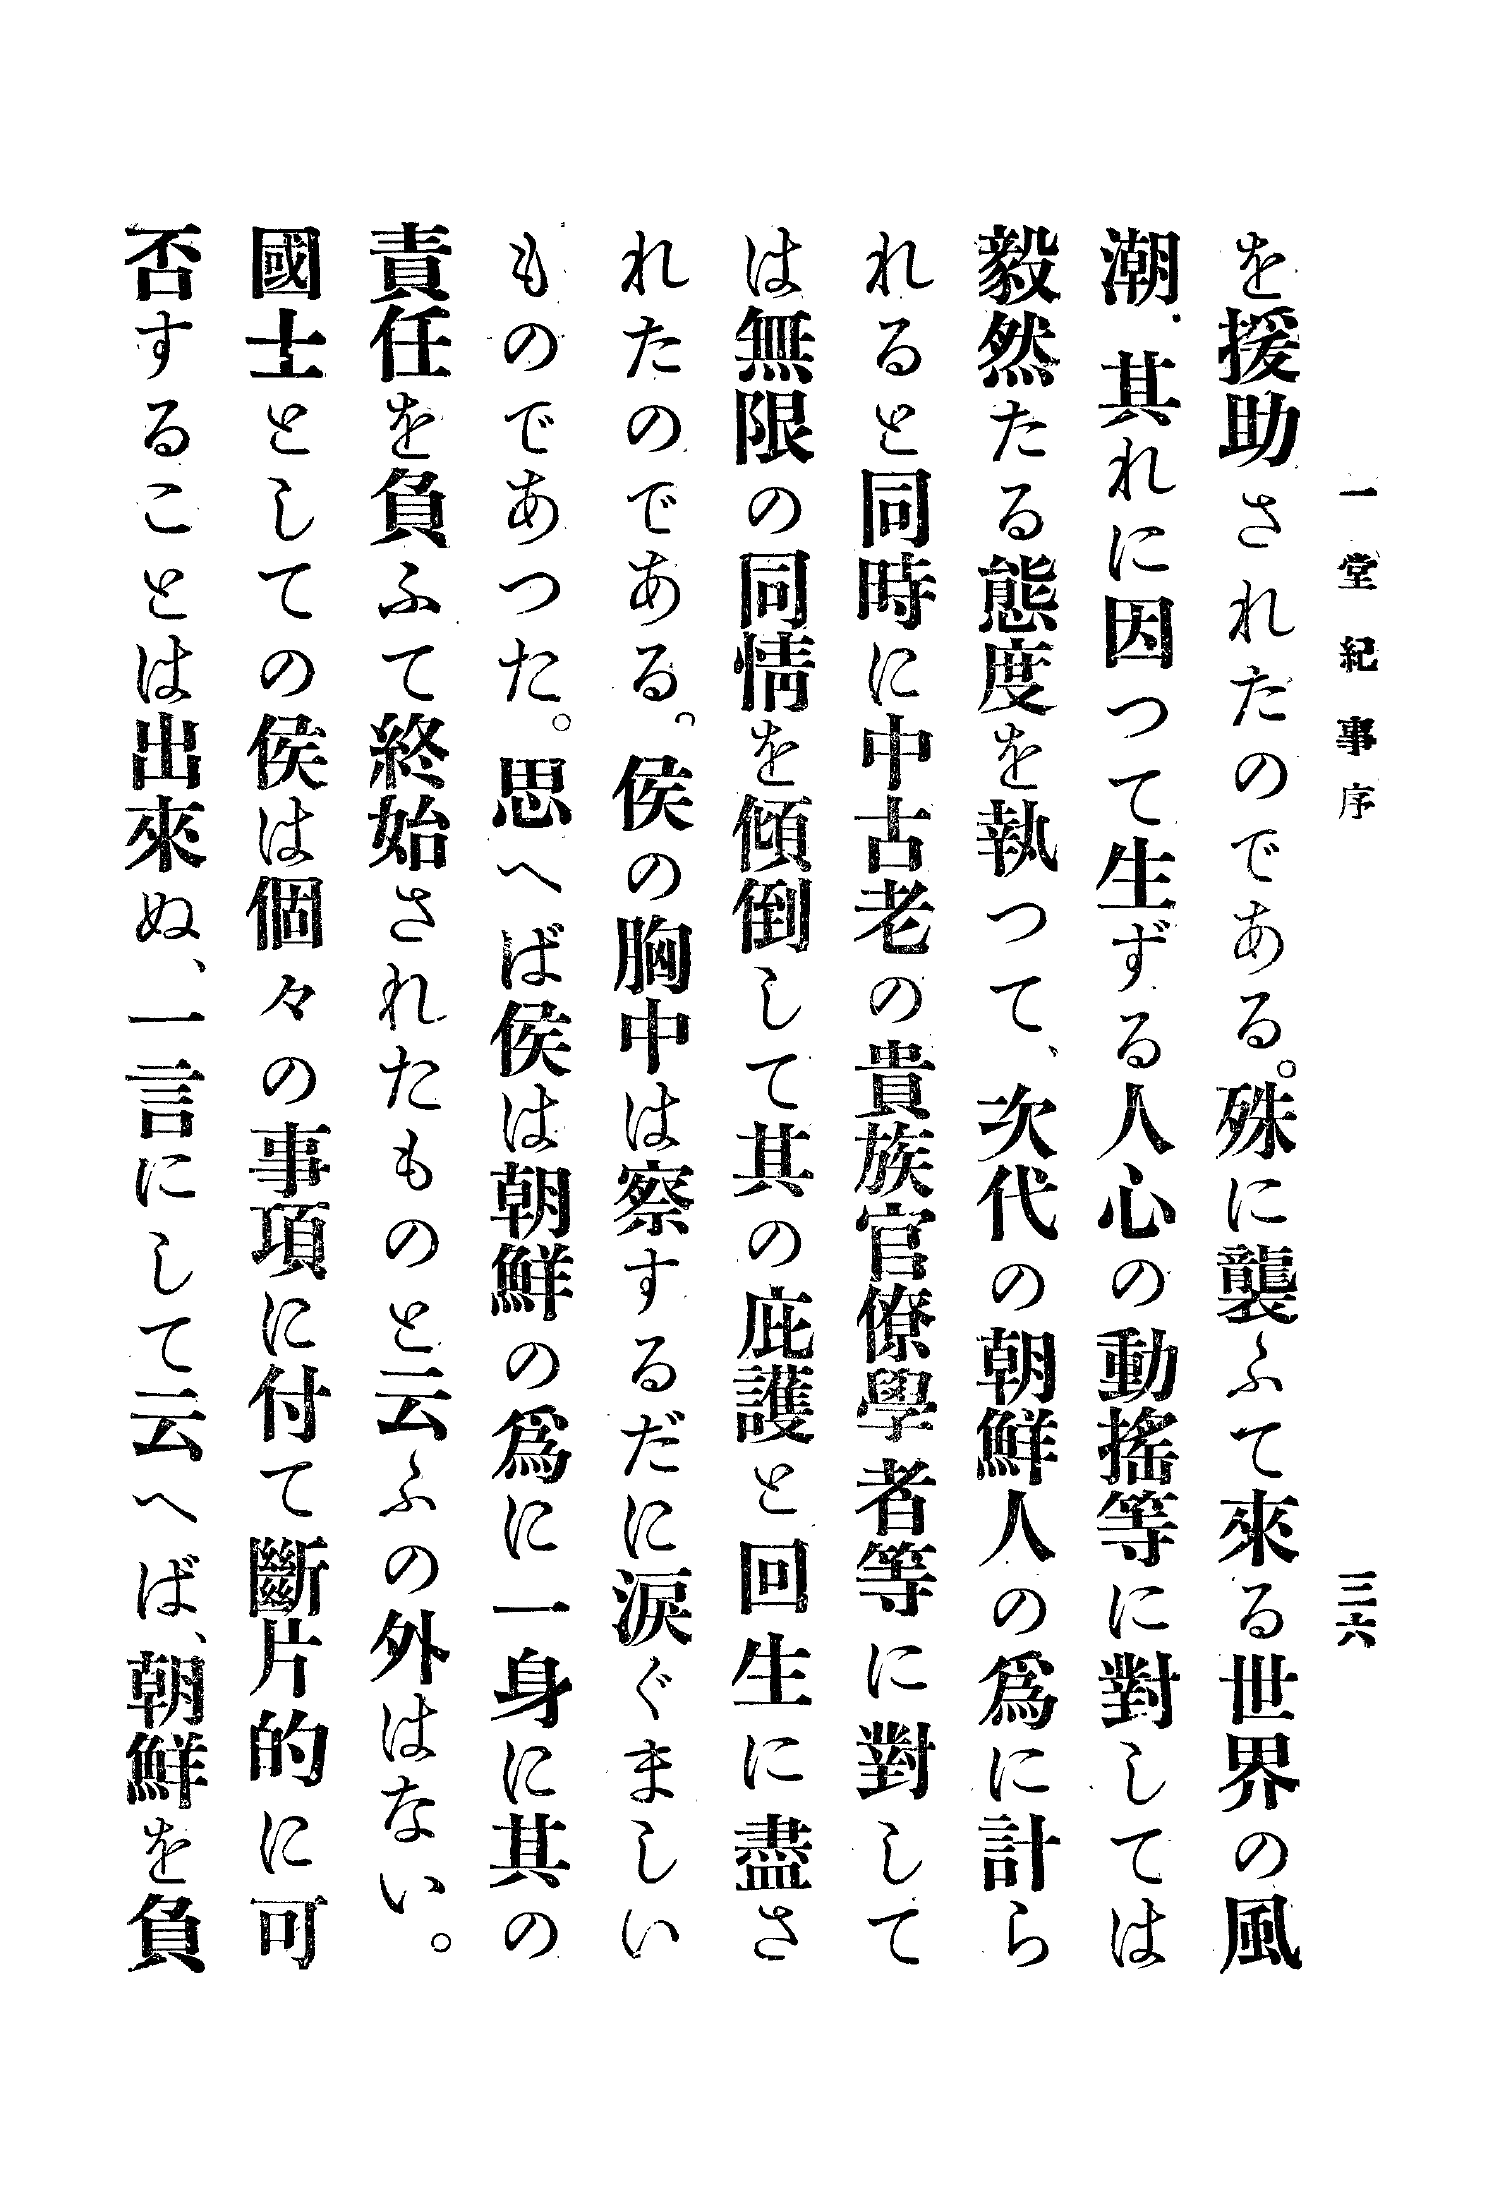 一堂紀事序　三六
を援助されたのである。殊に襲ふて來る世界の風
潮、其れに因つて生ずる人心の動搖等に對しては
毅然たる態度を執つて、次代の朝鮮人の爲に計ら
れると同時に中古老の貴族官僚學者等に對して
は無限の同情を傾倒して其の庇護と回生に盡さ
れたのである。侯の胸中は察するだに涙ぐましい
ものであつた。思へば侯は朝鮮の爲に一身に其の
責任を負ふて終始されたものと云ふの外はない。
國士としての侯は個々の事項に付て斷片的に可
否することは出來ぬ、一言にして云へば、朝鮮を負